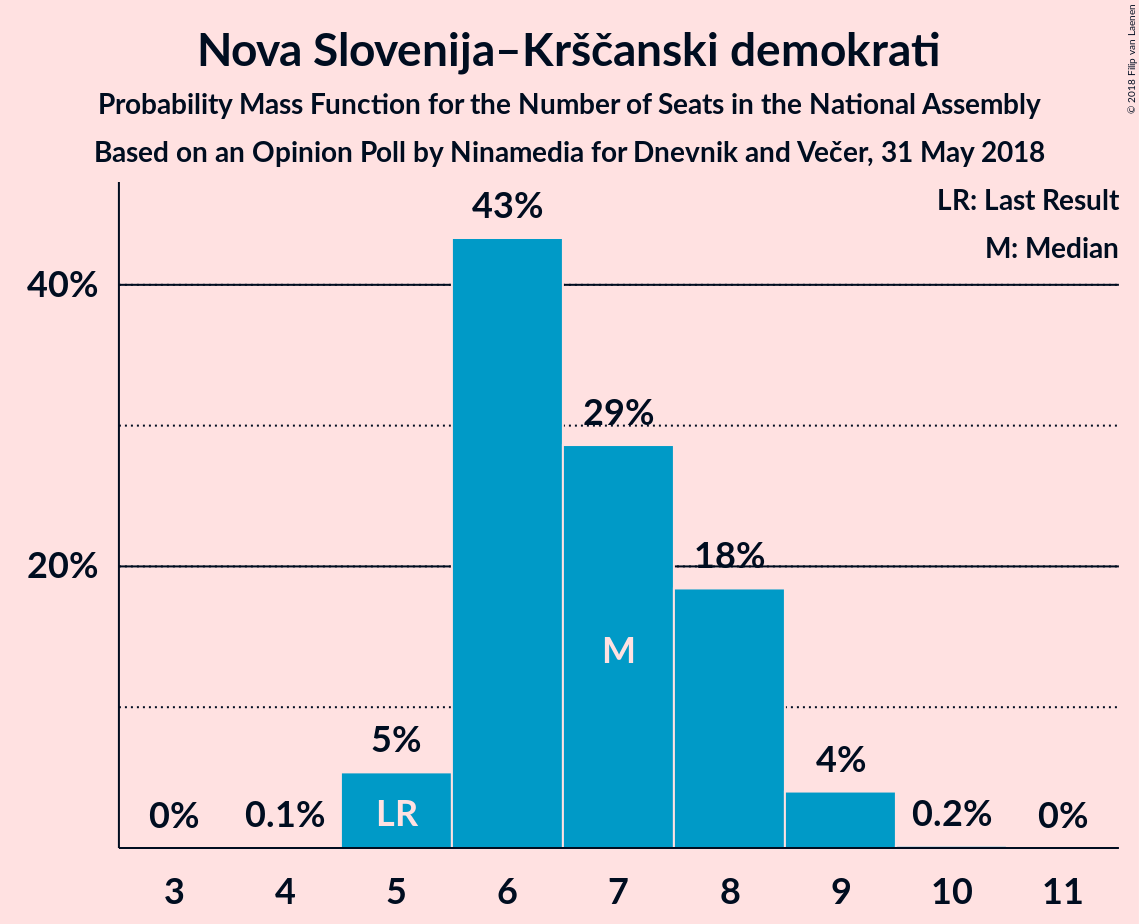 Nova Slovenija–Krščanski demokrati
Probability Mass Function for the Number of Seats in the National Assembly
Based on an Opinion Poll by Ninamedia for Dnevnik and Večer, 31 May 2018
© 2018 Filip van Laenen
LR: Last Result
M: Median
43%
40%
29%
20%
18%
M
5%
4%
LR
0%
0.1%
0.2%
0%
3 4 5 6 7 8 9 10 11